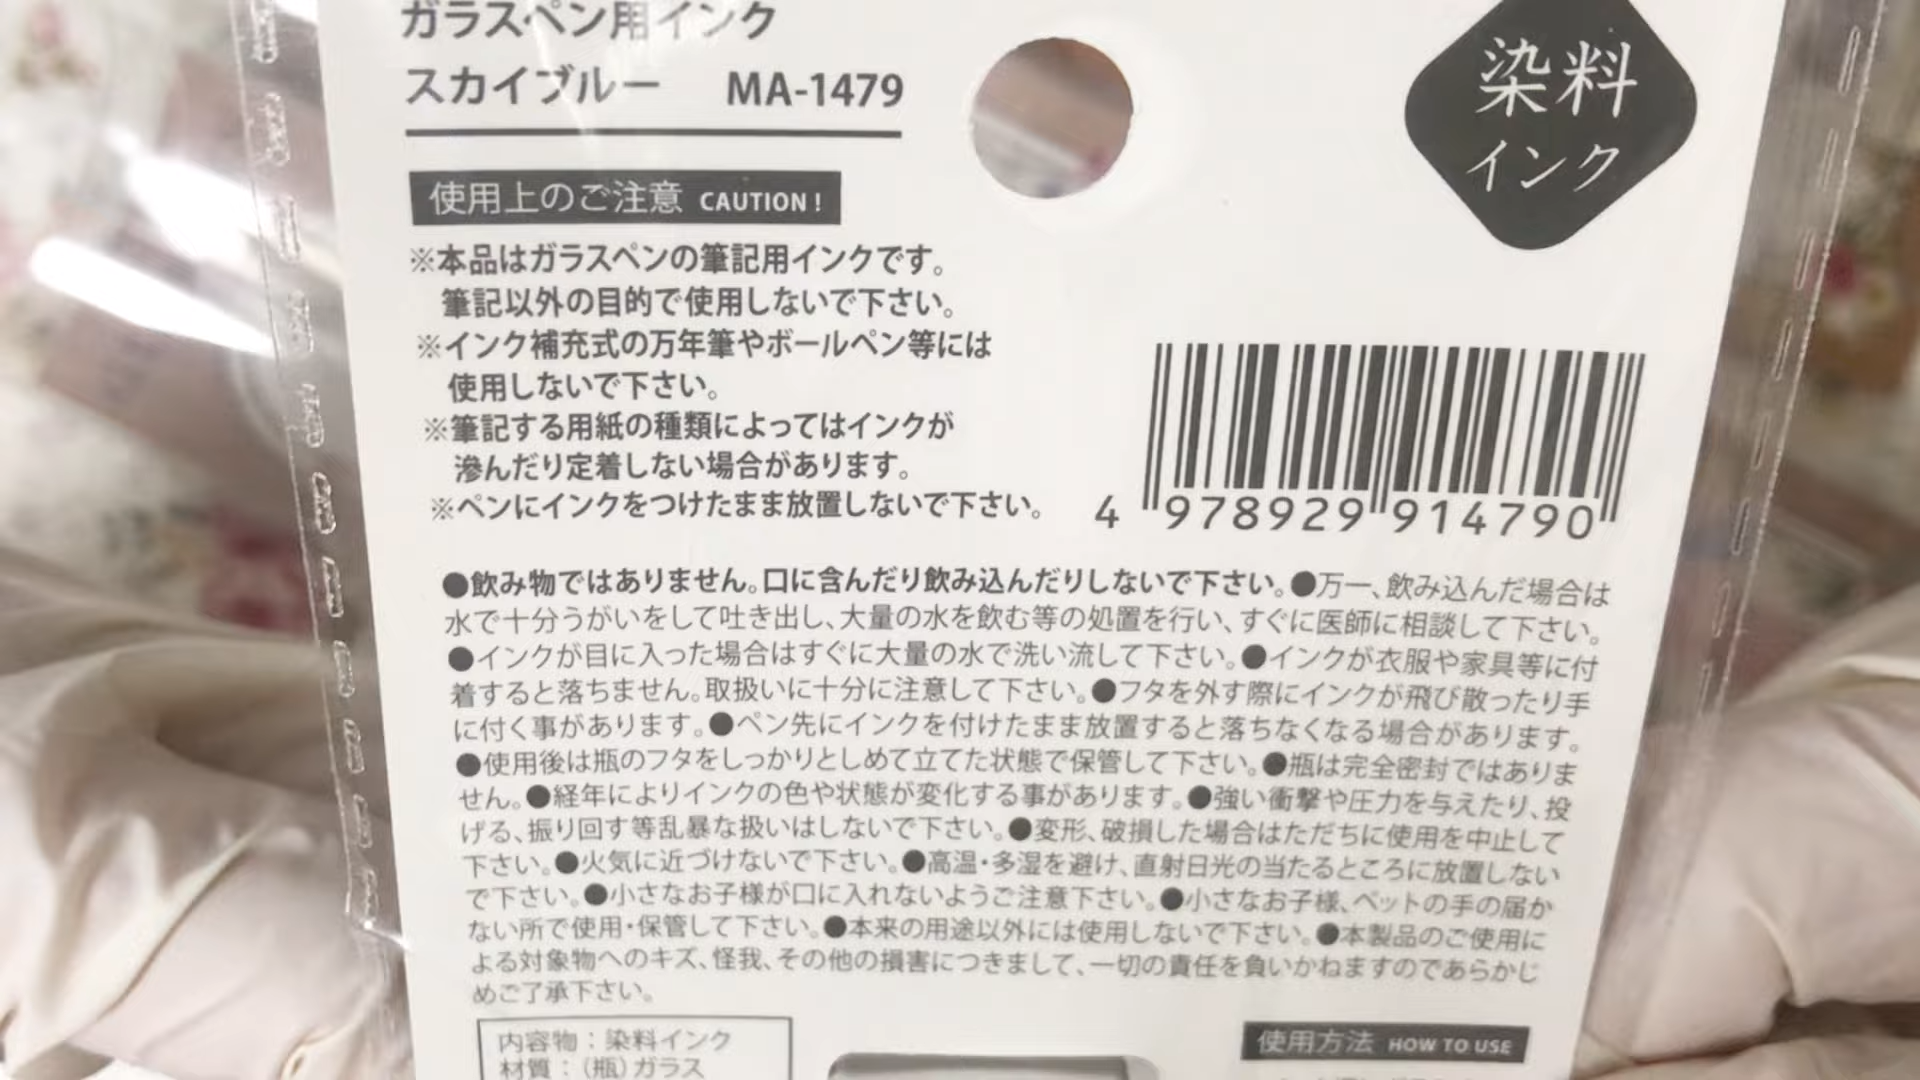 ガラスペン用インク
スカイブルー MA-1479
染料
インク
使用上のご注意 CAUTION!
※本品はガラスペンの筆記用インクです。
筆記以外の目的で使用しないで下さい。
※インク補充式の万年筆やボールペン等には
使用しないで下さい。
※筆記する用紙の種類によってはインクが
滲んだり定着しない場合があります。
※ペンにインクをつけたまま放置しないで下さい。
4 978929 914790
●飲み物ではありません。口に含んだり飲み込んだりしないで下さい。●万一、飲み込んだ場合は
水で十分うがいをして吐き出し、大量の水を飲む等の処置を行い、すぐに医師に相談して下さい。
●インクが目に入った場合はすぐに大量の水で洗い流して下さい。●インクが衣服や家具等に付
着すると落ちません。取扱いに十分に注意して下さい。●フタを外す際にインクが飛び散ったり手
に付く事があります。●ペン先にインクを付けたまま放置すると落ちなくなる場合があります。
●使用後は瓶のフタをしっかりとしめて立てた状態で保管して下さい。●瓶は完全密封ではありま
せん。●経年によりインクの色や状態が変化する事があります。●強い衝撃や圧力を与えたり、投
げる、振り回す等乱暴な扱いはしないで下さい。●変形、破損した場合はただちに使用を中止して
下さい。●火気に近づけないで下さい。●高温・多湿を避け、直射日光の当たるところに放置しない
で下さい。●小さなお子様が口に入れないようご注意下さい。●小さなお子様、ペットの手の届か
ない所で使用・保管して下さい。●本来の用途以外には使用しないで下さい。●本製品のご使用に
よる対象物へのキズ、怪我、その他の損害につきまして、一切の責任を負いかねますのであらかじ
めご了承下さい。
内容物：染料インク
材質：（瓶）ガラス
使用方法 HOW TO USE